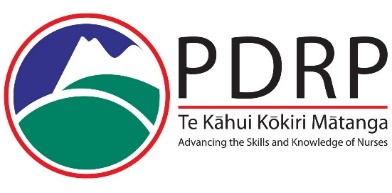 PDRP
Te Kāhui Kōkiri Mātanga
Advancing the Skills and Knowledge of Nurses